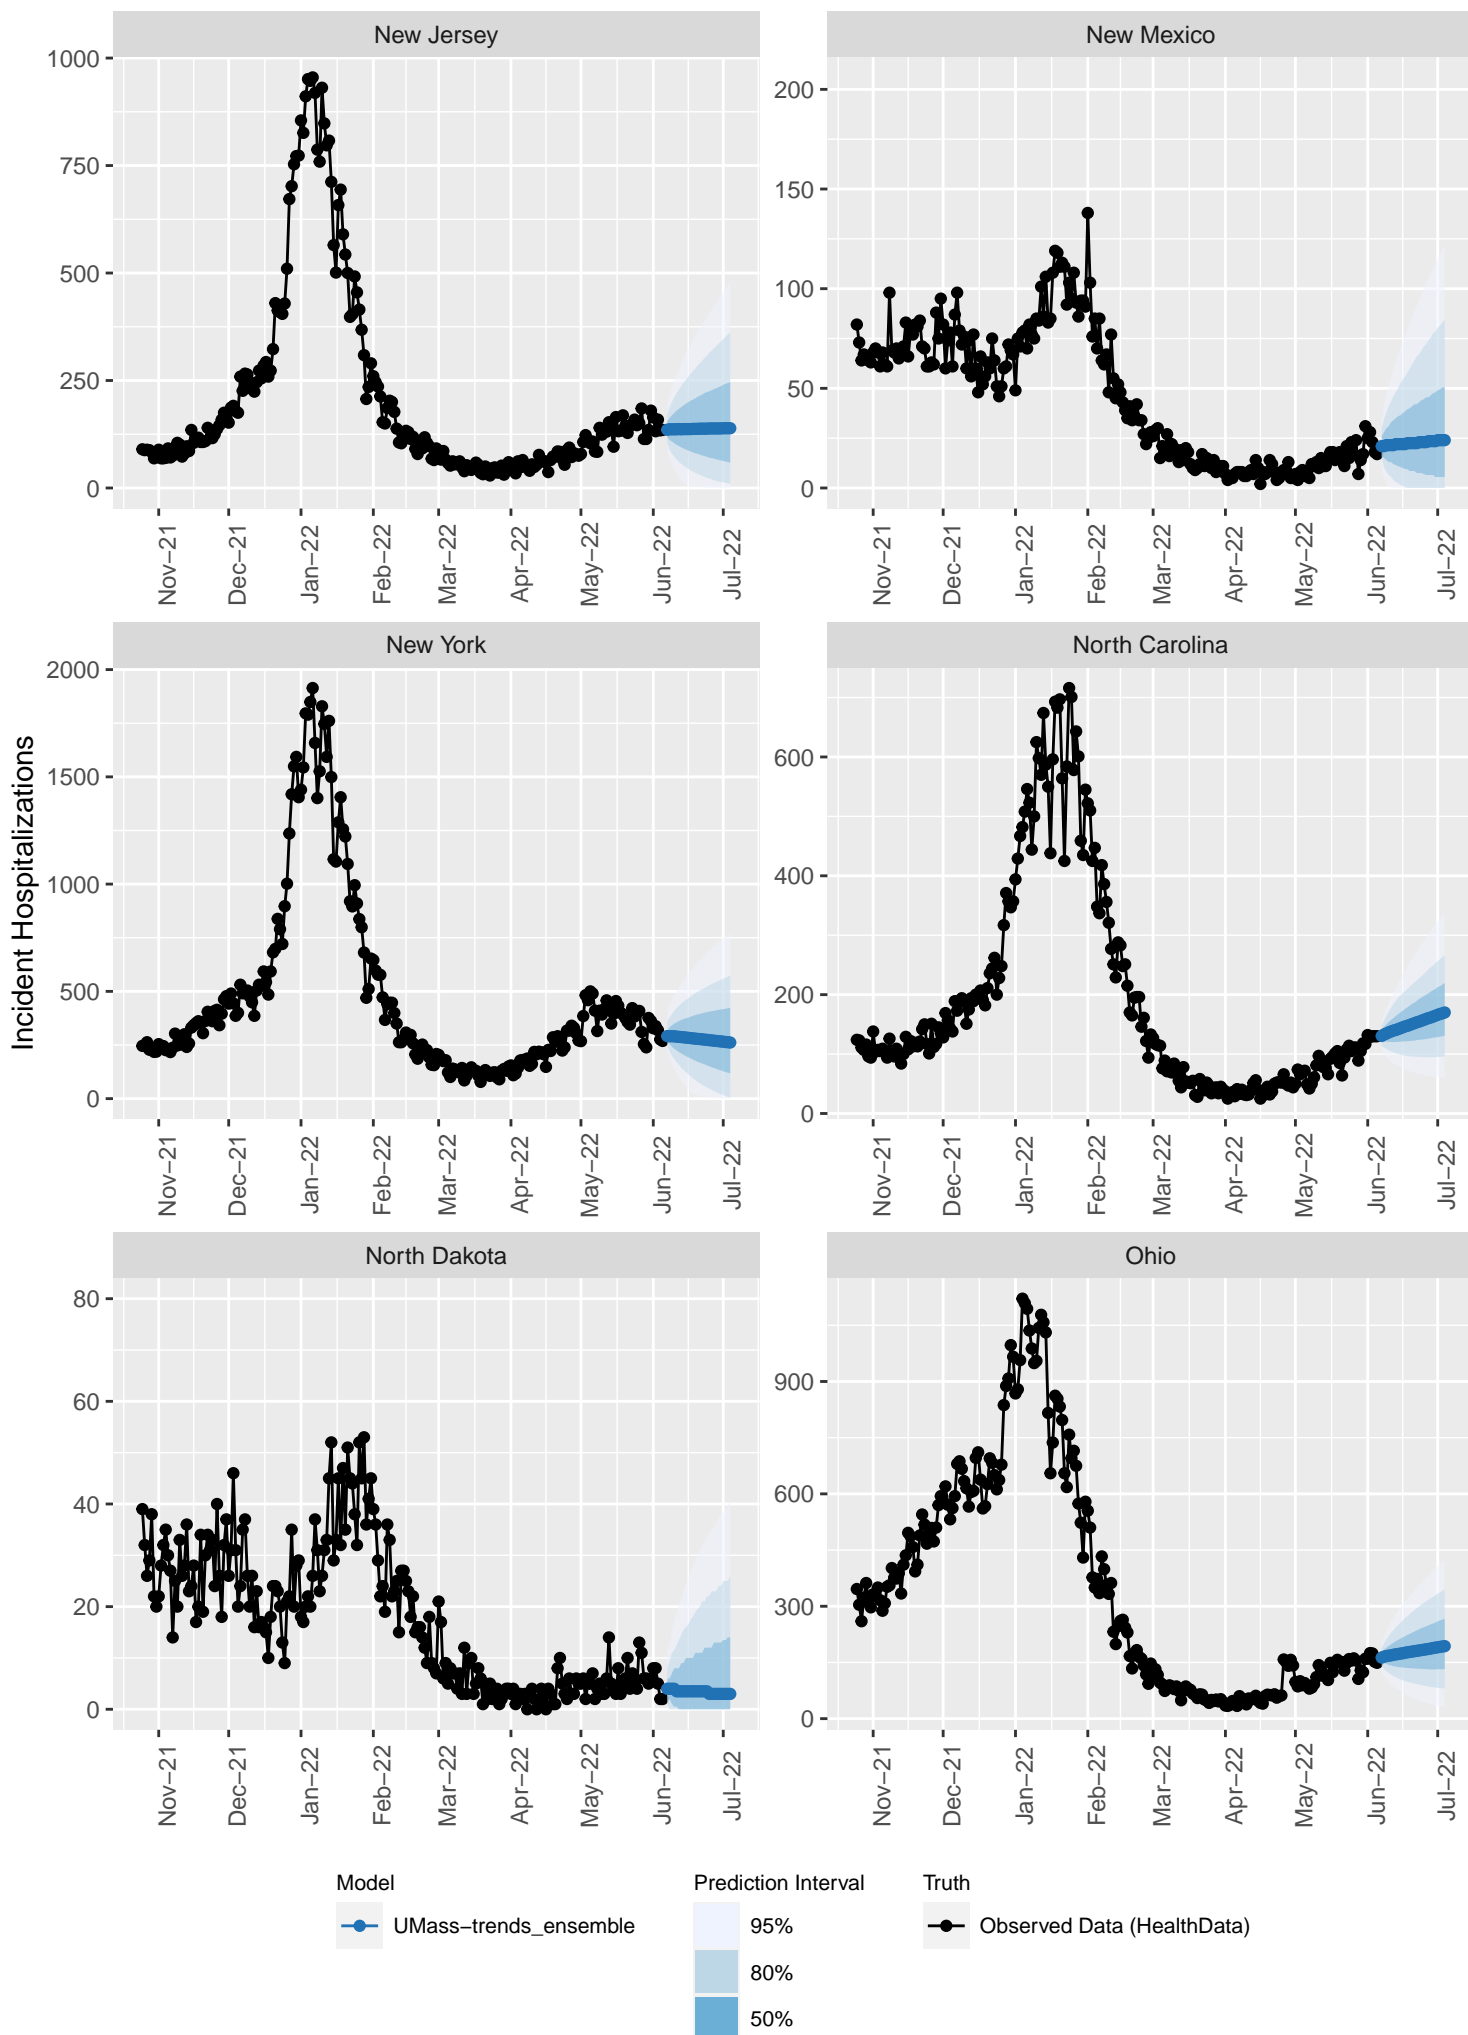 New Jersey
New Mexico
1000
750
500
250
0
200
150
100
50
0
Nov−21
Dec−21
Jan−22
Feb−22
Mar−22
Apr−22
May−22
Jun−22
Jul−22
Nov−21
Dec−21
Jan−22
Feb−22
Mar−22
Apr−22
May−22
Jun−22
Jul−22
Incident Hospitalizations
New York
North Carolina
2000
1500
1000
500
0
600
400
200
0
Nov−21
Dec−21
Jan−22
Feb−22
Mar−22
Apr−22
May−22
Jun−22
Jul−22
Nov−21
Dec−21
Jan−22
Feb−22
Mar−22
Apr−22
May−22
Jun−22
Jul−22
North Dakota
Ohio
80
60
40
20
0
900
600
300
0
Nov−21
Dec−21
Jan−22
Feb−22
Mar−22
Apr−22
May−22
Jun−22
Jul−22
Nov−21
Dec−21
Jan−22
Feb−22
Mar−22
Apr−22
May−22
Jun−22
Jul−22
Model
UMass−trends_ensemble
Prediction Interval
95%
80%
50%
Truth
Observed Data (HealthData)